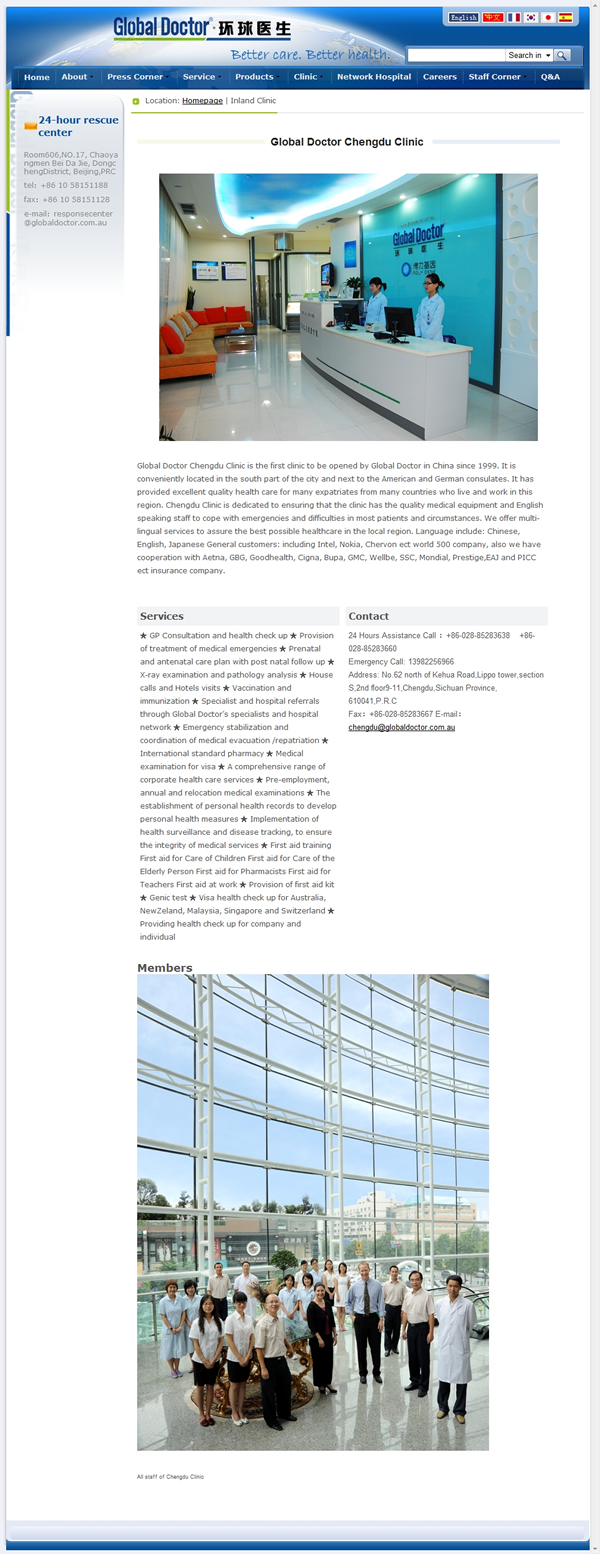 Global Doctor® · 环球医生
English 中文
Better care. Better health.
Search in
Home About Press Corner Service Products Clinic Network Hospital Careers Staff Corner Q&A
Location: Homepage | Inland Clinic
24-hour rescue
center
Room606,NO.17, Chaoya
ngmen Bei Da Jie, Dongc
hengDistrict, Beijing,PRC
tel: +86 10 58151188
fax: +86 10 58151128
e-mail: responsecenter
@globaldoctor.com.au
Global Doctor Chengdu Clinic
Global Doctor
环球医生
Global Doctor Chengdu Clinic is the first clinic to be opened by Global Doctor in China since 1999. It is
conveniently located in the south part of the city and next to the American and German consulates. It has
provided excellent quality health care for many expatriates from many countries who live and work in this
region. Chengdu Clinic is dedicated to ensuring that the clinic has the quality medical equipment and English
speaking staff to cope with emergencies and difficulties in most patients and circumstances. We offer multi-
lingual services to assure the best possible healthcare in the local region. Language include: Chinese,
English, Japanese General customers: including Intel, Nokia, Chervon ect world 500 company, also we have
cooperation with Aetna, GBG, Goodhealth, Cigna, Bupa, GMC, Wellbe, SSC, Mondial, Prestige,EAJ and PICC
ect insurance company.
Services
★ GP Consultation and health check up ★ Provision
of treatment of medical emergencies ★ Prenatal
and antenatal care plan with post natal follow up ★
X-ray examination and pathology analysis ★ House
calls and Hotels visits ★ Vaccination and
immunization ★ Specialist and hospital referrals
through Global Doctor's specialists and hospital
network ★ Emergency stabilization and
coordination of medical evacuation /repatriation ★
International standard pharmacy ★ Medical
examination for visa ★ A comprehensive range of
corporate health care services ★ Pre-employment,
annual and relocation medical examinations ★ The
establishment of personal health records to develop
personal health measures ★ Implementation of
health surveillance and disease tracking, to ensure
the integrity of medical services ★ First aid training
First aid for Care of Children First aid for Care of the
Elderly Person First aid for Pharmacists First aid for
Teachers First aid at work ★ Provision of first aid kit
★ Genic test ★ Visa health check up for Australia,
NewZeland, Malaysia, Singapore and Switzerland ★
Providing health check up for company and
individual
Contact
24 Hours Assistance Call : +86-028-85283638 +86-
028-85283660
Emergency Call: 13982256966
Address: No.62 north of Kehua Road,Lippo tower,section
S,2nd floor9-11,Chengdu,Sichuan Province,
610041,P.R.C
Fax: +86-028-85283667 E-mail:
chengdu@globaldoctor.com.au
Members
All staff of Chengdu Clinic